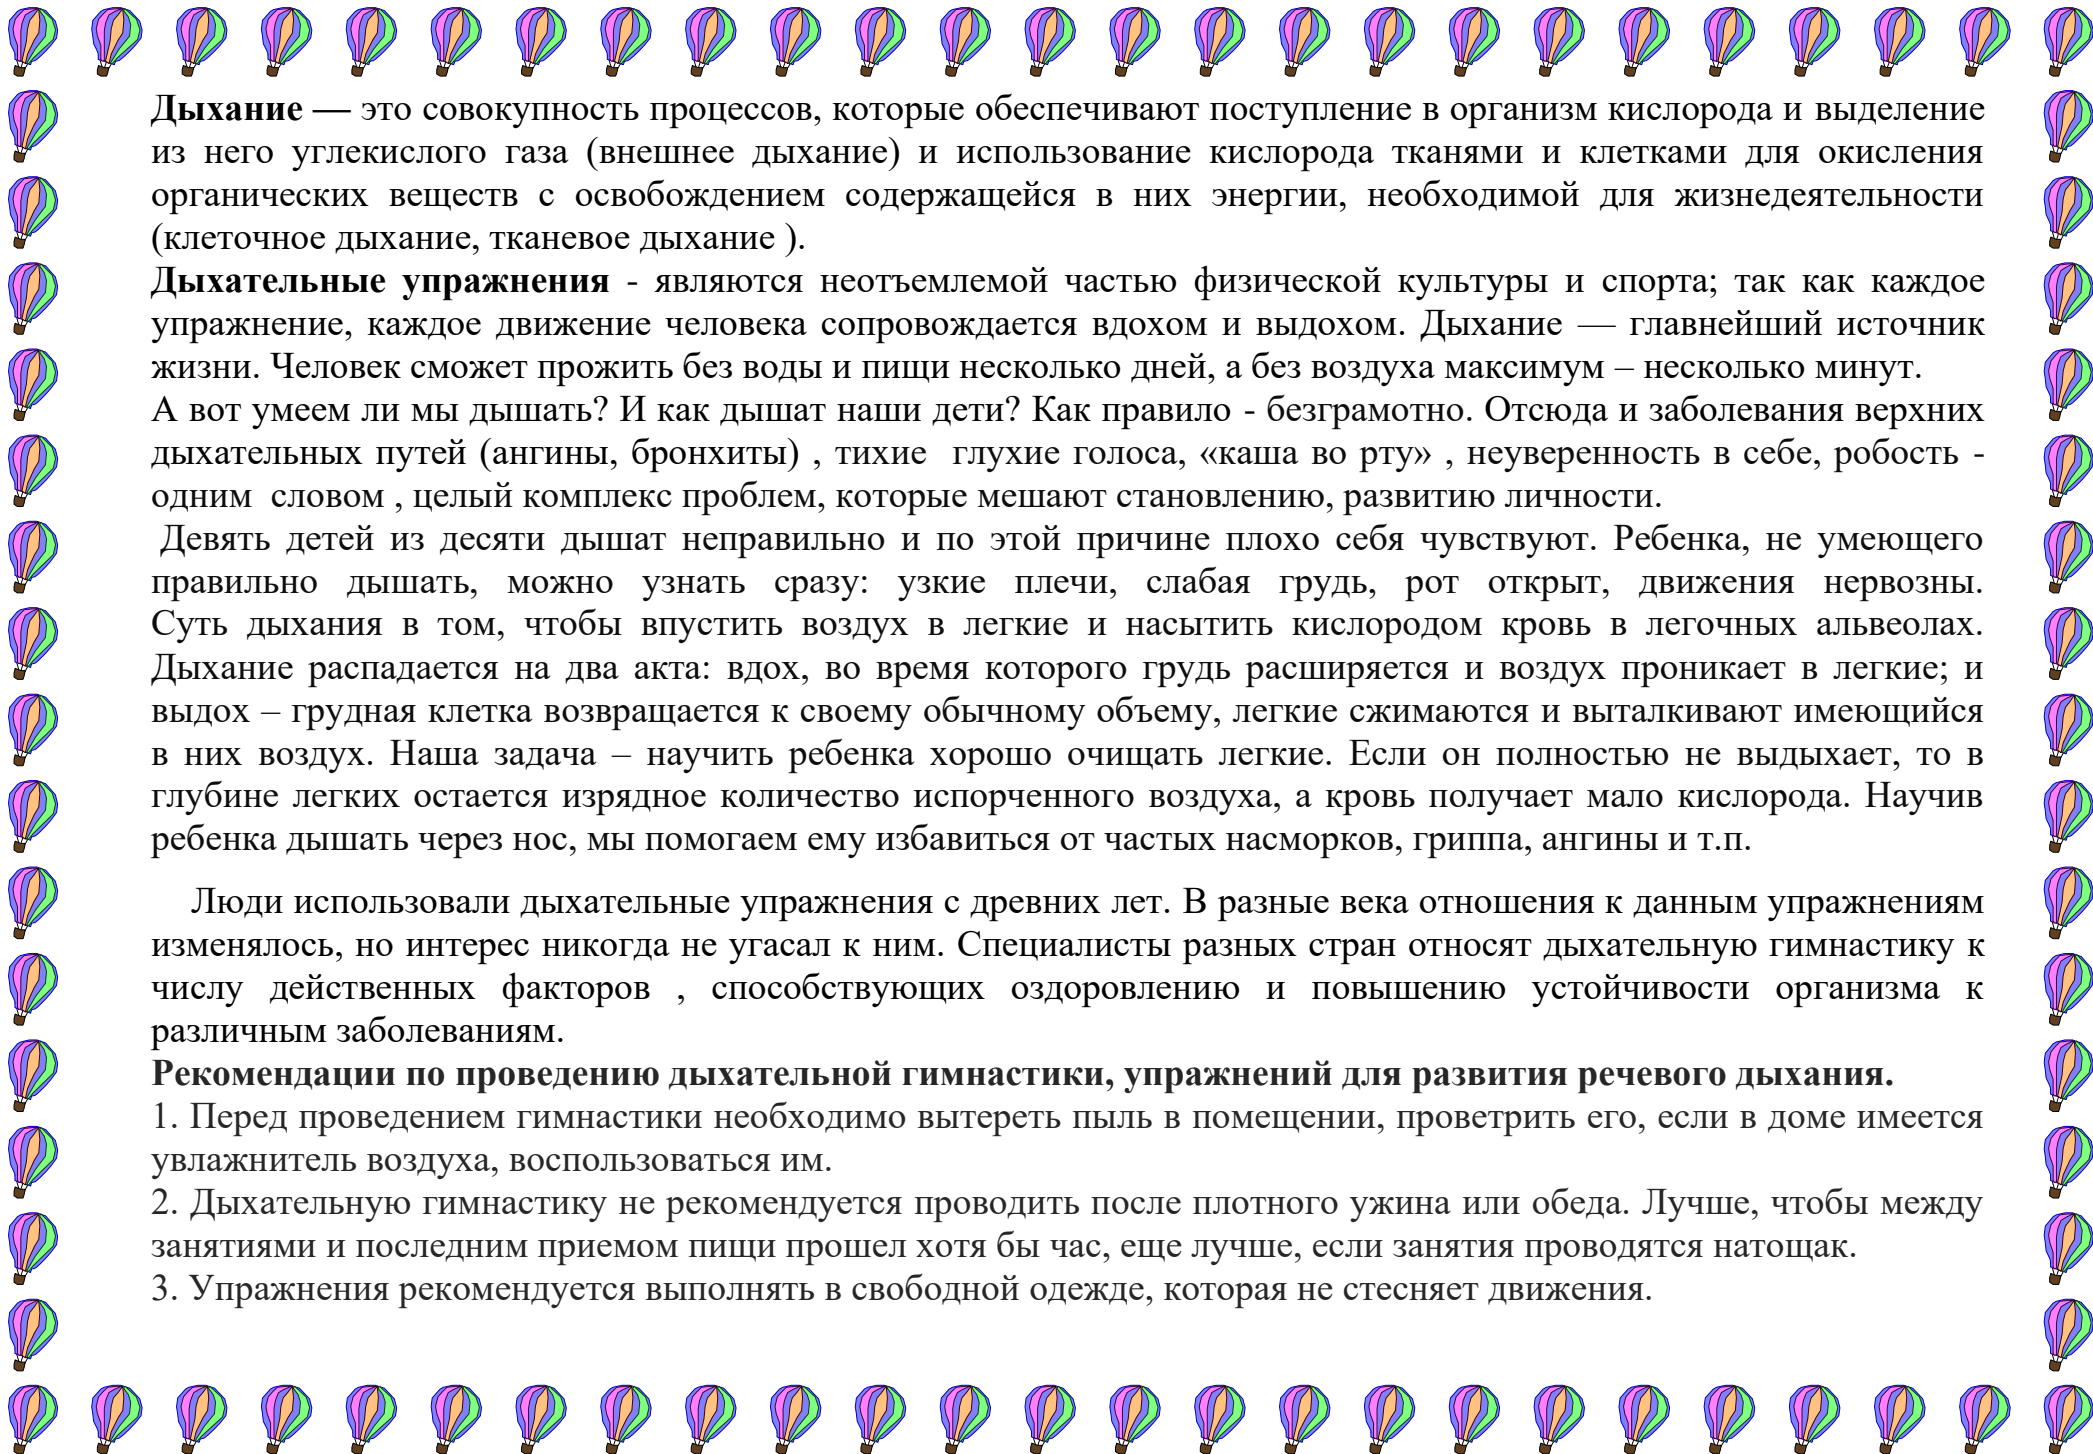 Дыхание — это совокупность процессов, которые обеспечивают поступление в организм кислорода и выделение
из него углекислого газа (внешнее дыхание) и использование кислорода тканями и клетками для окисления
органических веществ с освобождением содержащейся в них энергии, необходимой для жизнедеятельности
(клеточное дыхание, тканевое дыхание ).
Дыхательные упражнения - являются неотъемлемой частью физической культуры и спорта; так как каждое
упражнение, каждое движение человека сопровождается вдохом и выдохом. Дыхание — главнейший источник
жизни. Человек сможет прожить без воды и пищи несколько дней, а без воздуха максимум – несколько минут.
А вот умеем ли мы дышать? И как дышат наши дети? Как правило - безграмотно. Отсюда и заболевания верхних
дыхательных путей (ангины, бронхиты) , тихие  глухие голоса, «каша во рту» , неуверенность в себе, робость -
одним  словом , целый комплекс проблем, которые мешают становлению, развитию личности.
Девять детей из десяти дышат неправильно и по этой причине плохо себя чувствуют. Ребенка, не умеющего
правильно дышать, можно узнать сразу: узкие плечи, слабая грудь, рот открыт, движения нервозны.
Суть дыхания в том, чтобы впустить воздух в легкие и насытить кислородом кровь в легочных альвеолах.
Дыхание распадается на два акта: вдох, во время которого грудь расширяется и воздух проникает в легкие; и
выдох – грудная клетка возвращается к своему обычному объему, легкие сжимаются и выталкивают имеющийся
в них воздух. Наша задача – научить ребенка хорошо очищать легкие. Если он полностью не выдыхает, то в
глубине легких остается изрядное количество испорченного воздуха, а кровь получает мало кислорода. Научив
ребенка дышать через нос, мы помогаем ему избавиться от частых насморков, гриппа, ангины и т.п.
Люди использовали дыхательные упражнения с древних лет. В разные века отношения к данным упражнениям
изменялось, но интерес никогда не угасал к ним. Специалисты разных стран относят дыхательную гимнастику к
числу действенных факторов , способствующих оздоровлению и повышению устойчивости организма к
различным заболеваниям.
Рекомендации по проведению дыхательной гимнастики, упражнений для развития речевого дыхания.
1. Перед проведением гимнастики необходимо вытереть пыль в помещении, проветрить его, если в доме имеется
увлажнитель воздуха, воспользоваться им.
2. Дыхательную гимнастику не рекомендуется проводить после плотного ужина или обеда. Лучше, чтобы между
занятиями и последним приемом пищи прошел хотя бы час, еще лучше, если занятия проводятся натощак.
3. Упражнения рекомендуется выполнять в свободной одежде, которая не стесняет движения.